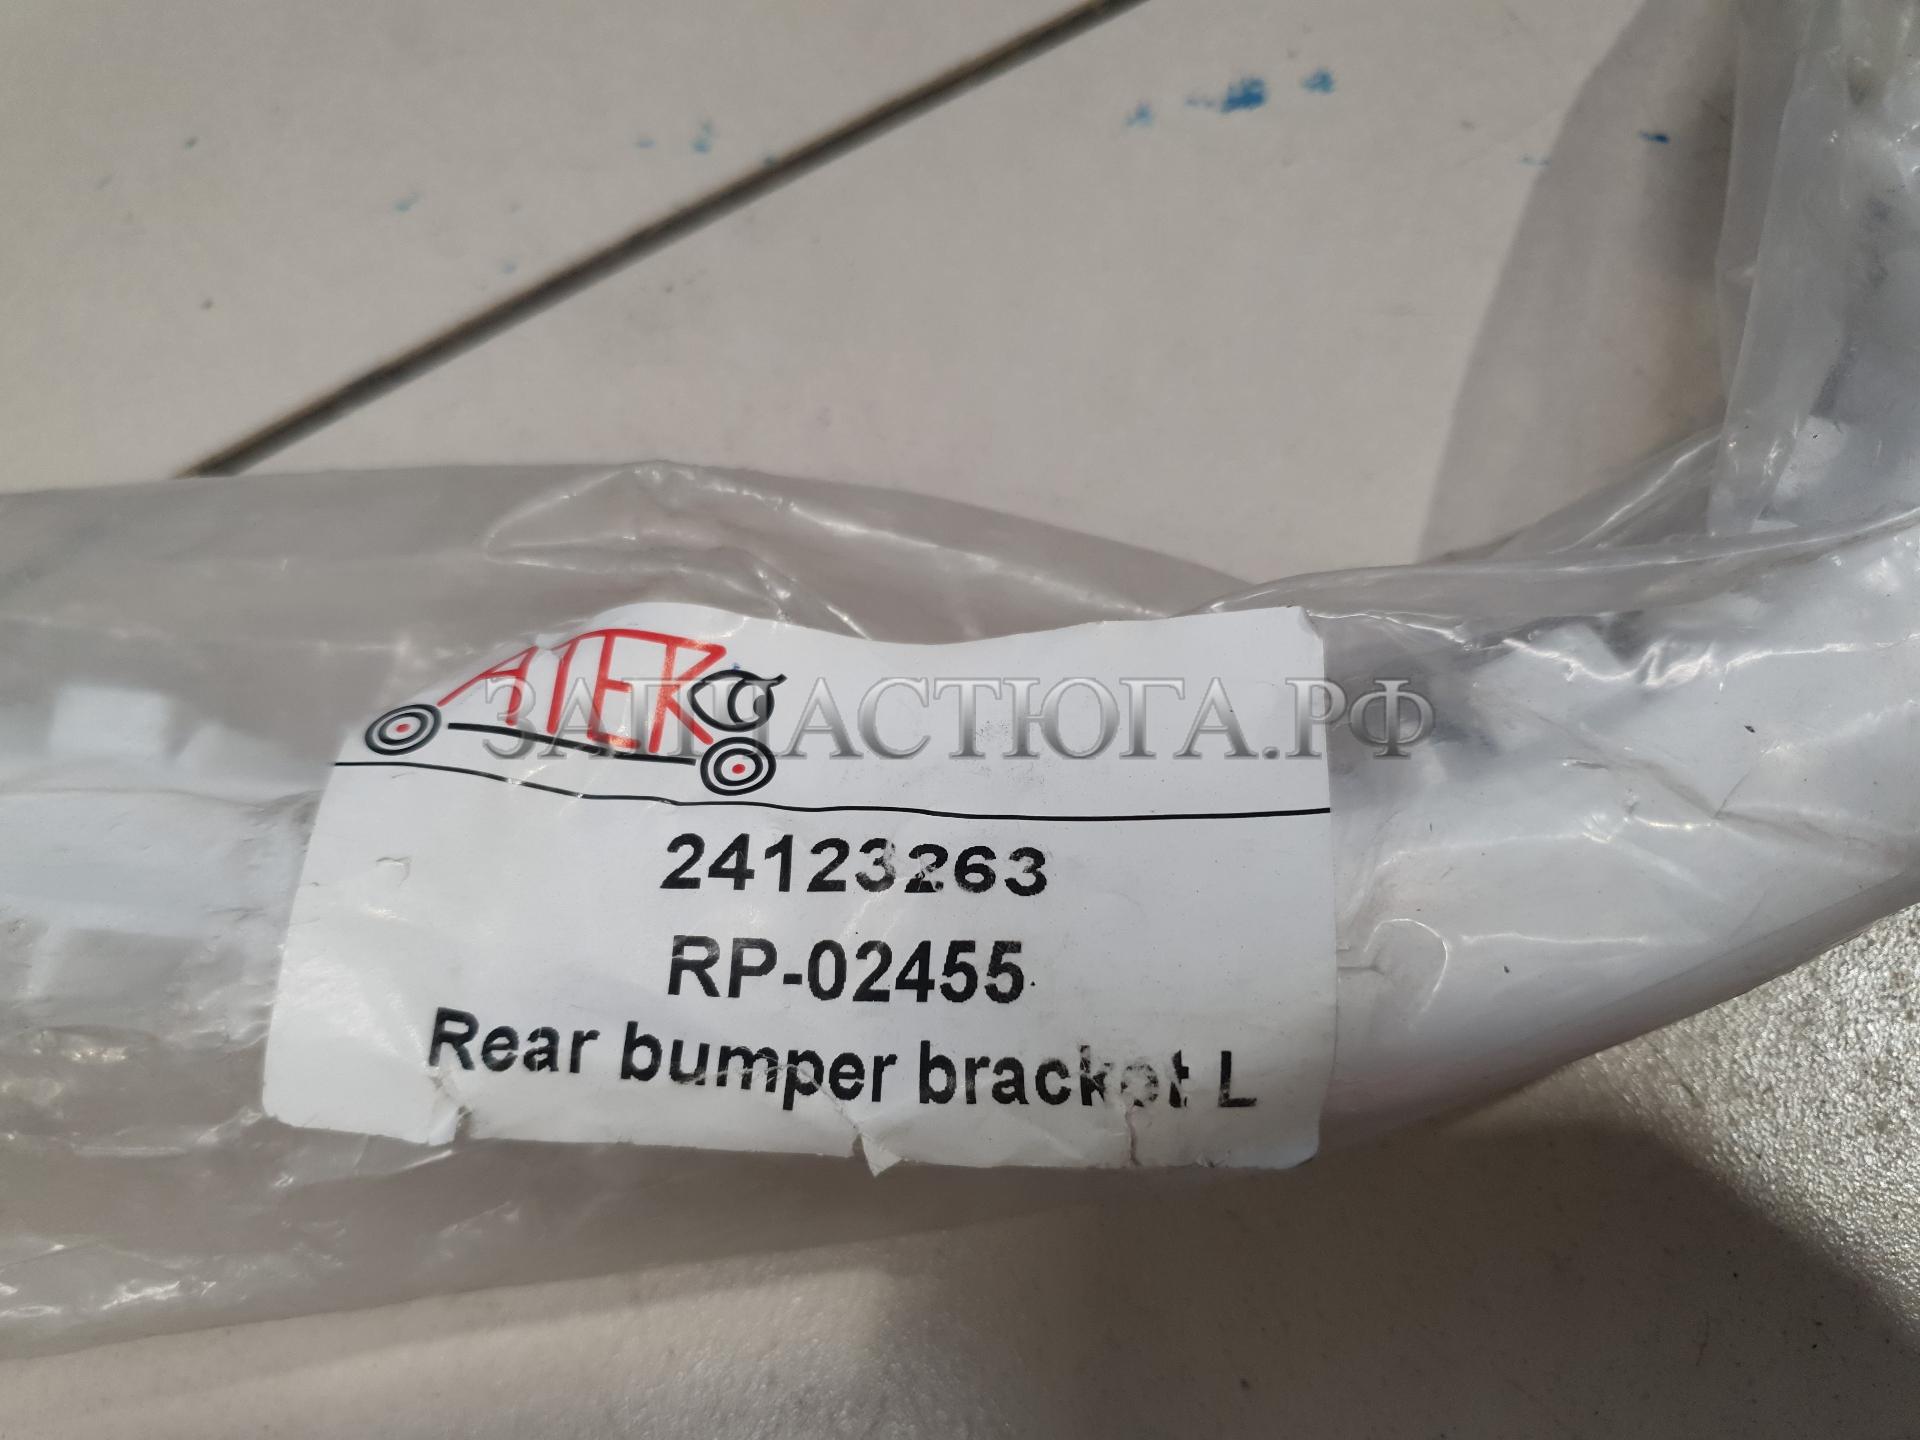 ATER
ЗАПЧАСТЮГА.РФ
24123263
RP-02455
Rear bumper bracket L